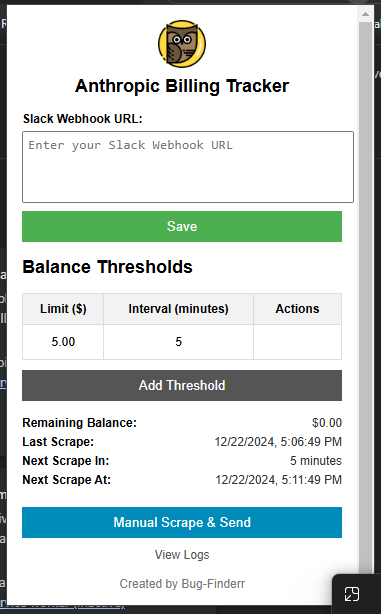 Anthropic Billing Tracker
Slack Webhook URL:
Enter your Slack Webhook URL
Save
Balance Thresholds
Limit ($) Interval (minutes) Actions
5.00 5
Add Threshold
Remaining Balance: $0.00
Last Scrape: 12/22/2024, 5:06:49 PM
Next Scrape In: 5 minutes
Next Scrape At: 12/22/2024, 5:11:49 PM
Manual Scrape & Send
View Logs
Created by Bug-Finderr